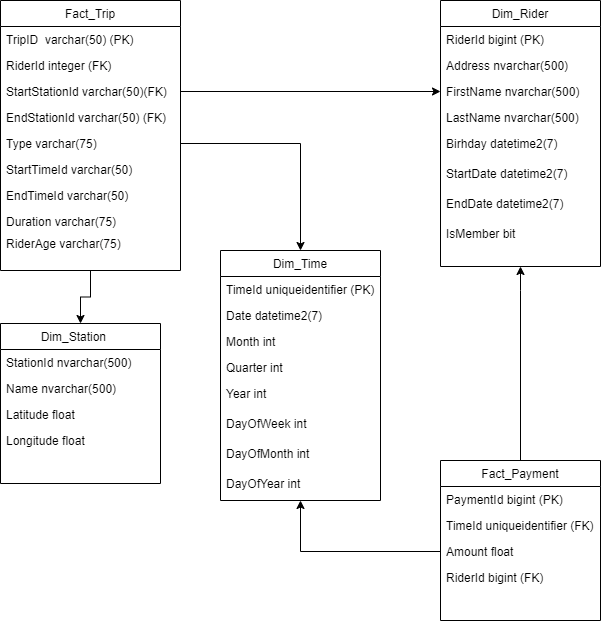 Fact_Trip
TripID  varchar(50) (PK)
RiderId integer (FK)
StartStationId varchar(50)(FK)
EndStationId varchar(50) (FK)
Type varchar(75)
StartTimeId varchar(50)
EndTimeId varchar(50)
Duration varchar(75)
RiderAge varchar(75)
Dim_Rider
RiderId bigint (PK)
Address nvarchar(500)
FirstName nvarchar(500)
LastName nvarchar(500)
Birhday datetime2(7)
StartDate datetime2(7)
EndDate datetime2(7)
IsMember bit
Dim_Time
TimeId uniqueidentifier (PK)
Date datetime2(7)
Month int
Quarter int
Year int
DayOfWeek int
DayOfMonth int
DayOfYear int
Dim_Station
StationId nvarchar(500)
Name nvarchar(500)
Latitude float
Longitude float
Fact_Payment
PaymentId bigint (PK)
TimeId uniqueidentifier (FK)
Amount float
RiderId bigint (FK)